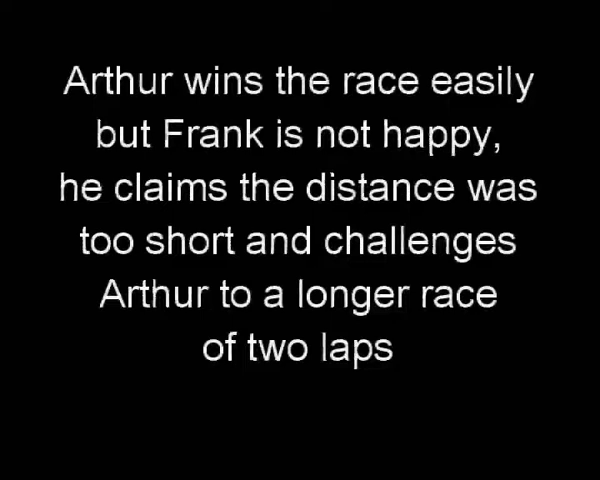 Arthur wins the race easily
but Frank is not happy,
he claims the distance was
too short and challenges
Arthur to a longer race
of two laps